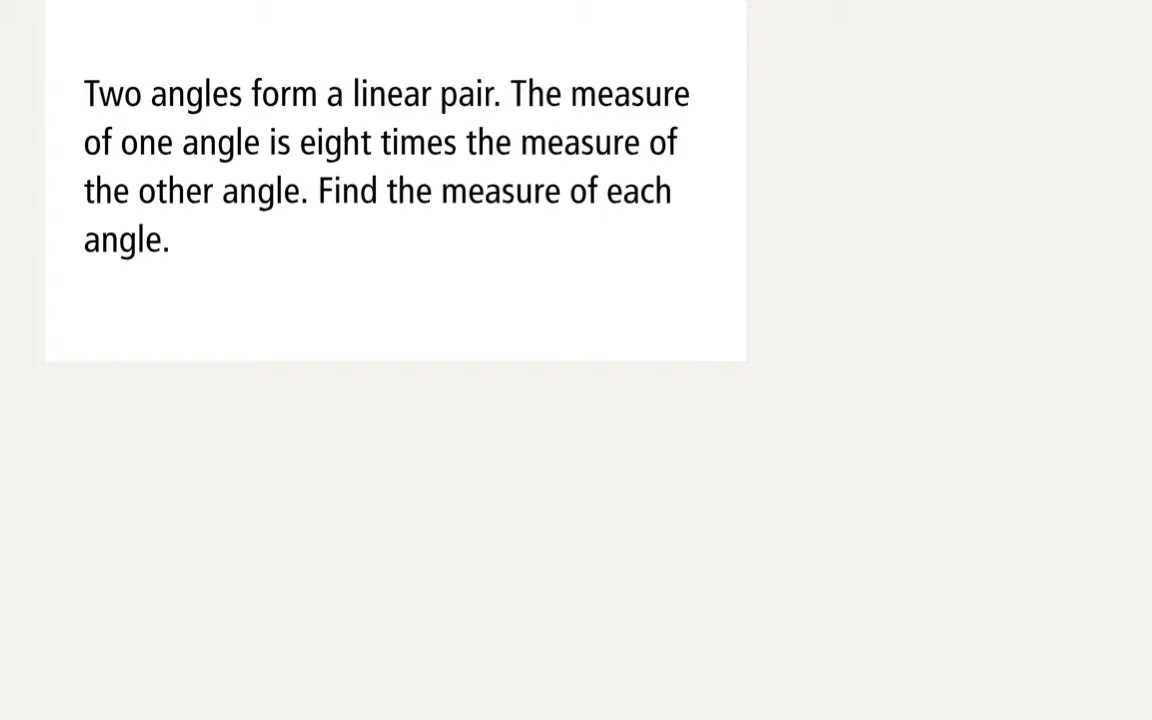 Two angles form a linear pair. The measure
of one angle is eight times the measure of
the other angle. Find the measure of each
angle.